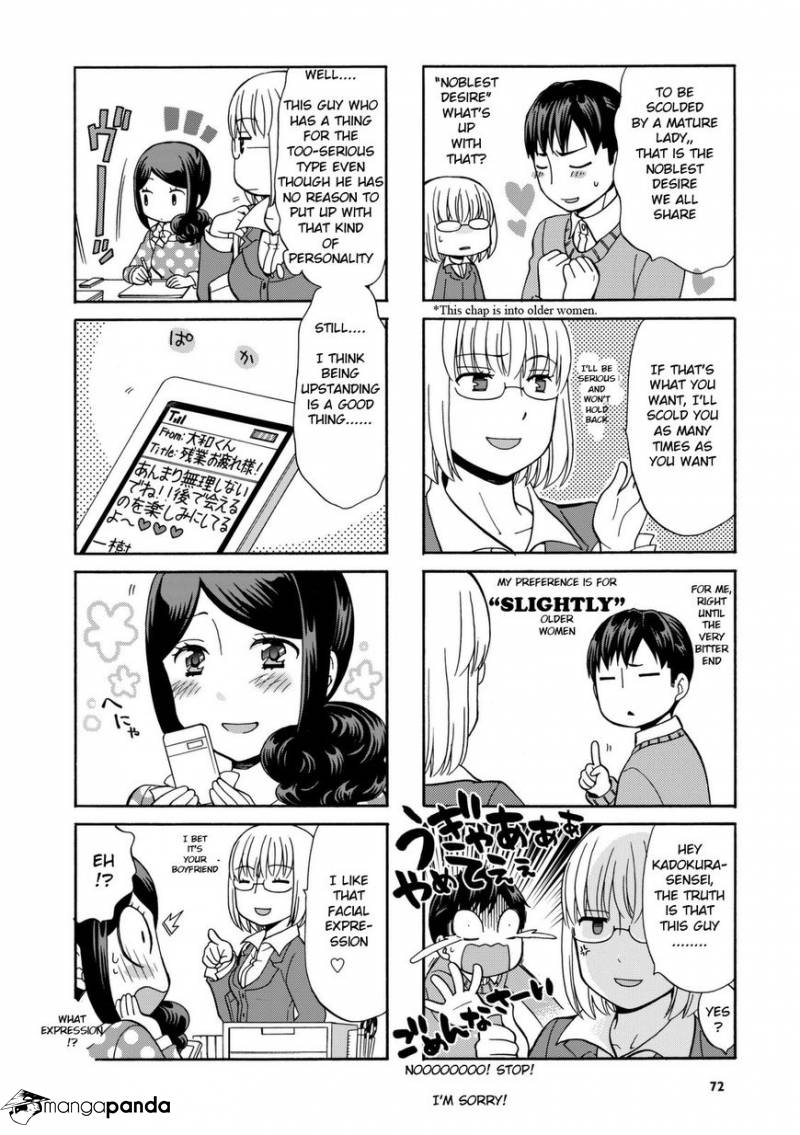 TO BE
SCOLDED
BY A MATURE
LADY,,
THAT IS THE
NOBLEST
DESIRE
WE ALL
SHARE
"NOBLEST
DESIRE"
WHAT'S
UP
WITH
THAT?
*This chap is into older women.
IF THAT'S
WHAT YOU
WANT, I'LL
SCOLD YOU
AS MANY
TIMES AS
YOU WANT
I'LL BE
SERIOUS
AND
WON'T
HOLD
BACK
FOR ME,
RIGHT
UNTIL
THE
VERY
BITTER
END
MY PREFERENCE IS FOR
"SLIGHTLY"
OLDER
WOMEN
HEY
KADOKURA-
SENSEI,
THE TRUTH
IS THAT
THIS GUY
........
YES?
うぎゃあああ
やめてえぇぇ
ごめんなさーい
NOOOOOOOOO! STOP!
I'M SORRY!
WELL....
THIS GUY WHO
HAS A THING
FOR THE
TOO-SERIOUS
TYPE EVEN
THOUGH HE HAS
NO REASON TO
PUT UP WITH
THAT KIND
OF
PERSONALITY
ヴー
STILL....
I THINK
BEING
UPSTANDING
IS A GOOD
THING......
ぱか
From: 大和くん
Title: 残業お疲れ様!
あんまり無理しない
でね!!後で会える
のを楽しみにしてる
よ〜♥♥♥
一樹
へにゃ
I LIKE
THAT
FACIAL
EXPRE-
SSION
♡
I BET
IT'S
YOUR
BOYFRIEND
EH
!?
WHAT
EXPRESSION
!?
72
mangapanda